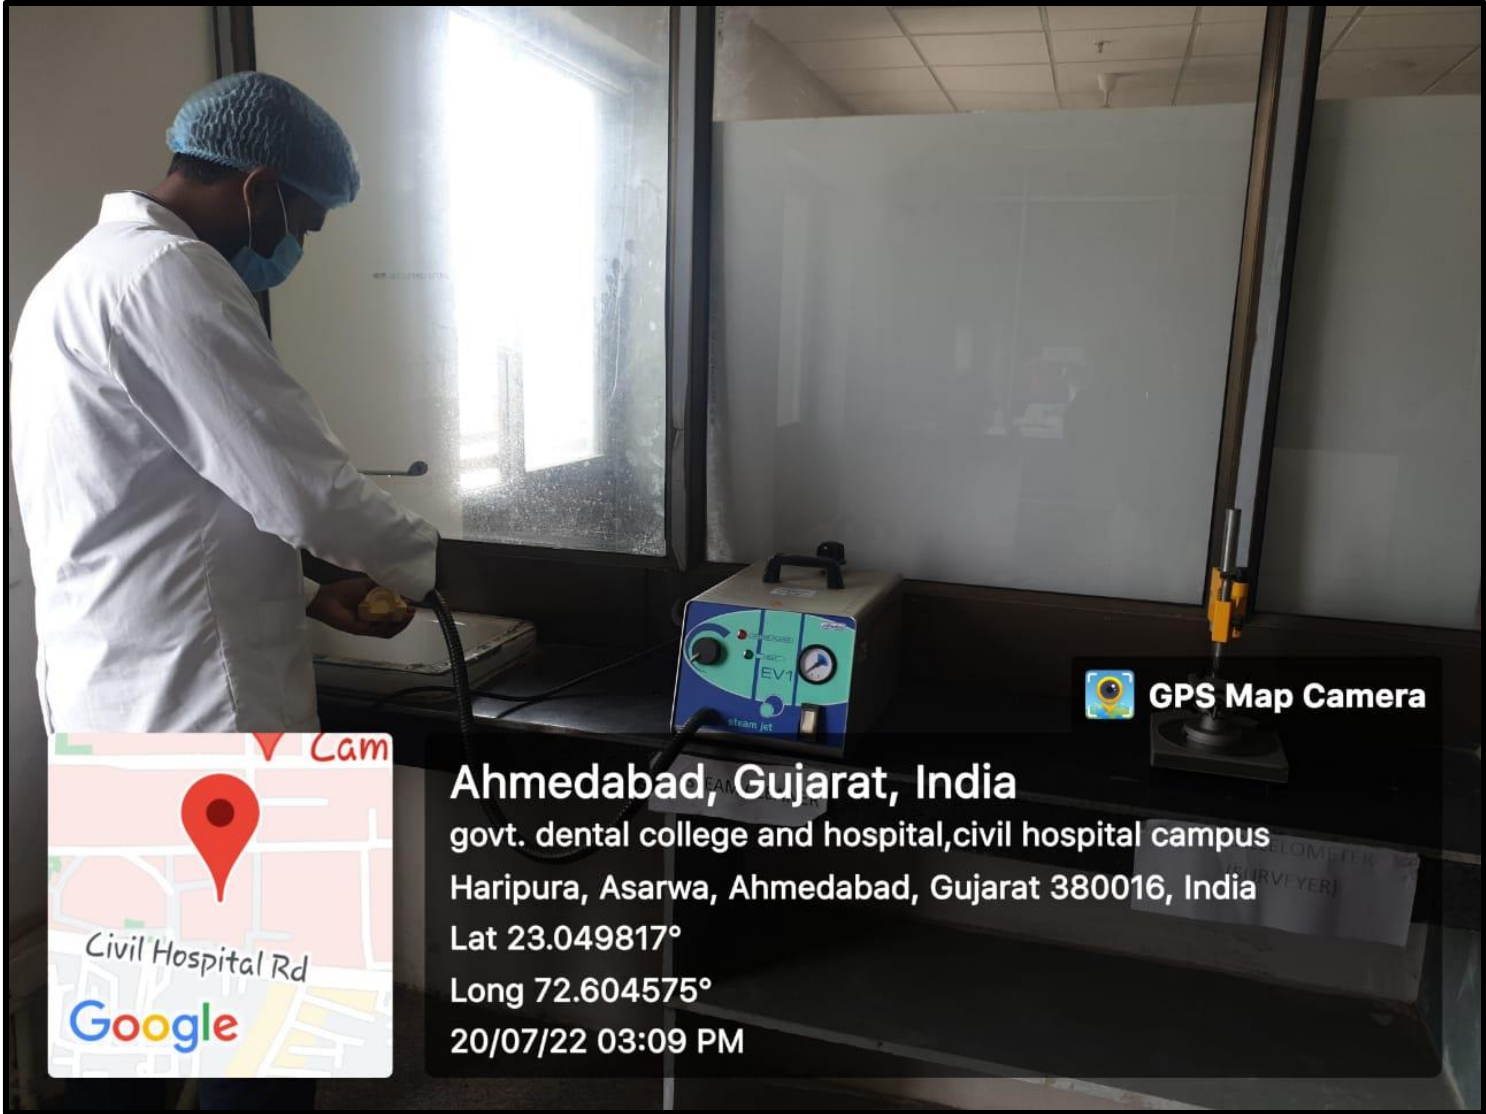 EV1
steam jet
GPS Map Camera
Cam
Civil Hospital Rd
Google
Ahmedabad, Gujarat, India
govt. dental college and hospital,civil hospital campus
Haripura, Asarwa, Ahmedabad, Gujarat 380016, India
Lat 23.049817°
Long 72.604575°
20/07/22 03:09 PM